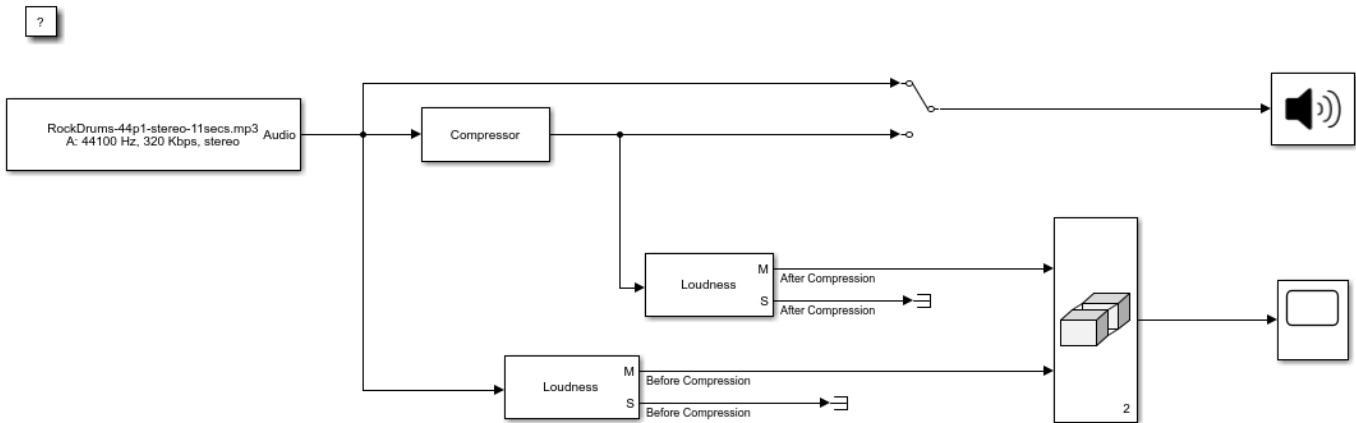 ?
RockDrums-44p1-stereo-11secs.mp3
A: 44100 Hz, 320 Kbps, stereo
Audio
Compressor
Loudness
M
After Compression
S
After Compression
Loudness
M
Before Compression
S
Before Compression
2